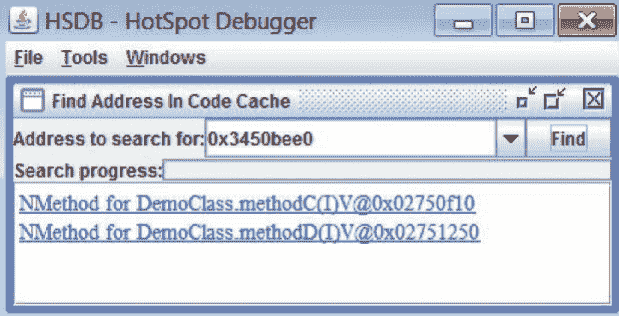 HSDB - HotSpot Debugger
File Tools Windows
Find Address In Code Cache
Address to search for: 0x3450bee0 Find
Search progress:
NMethod for DemoClass.methodC(I)V@0x02750f10
NMethod for DemoClass.methodD(I)V@0x02751250